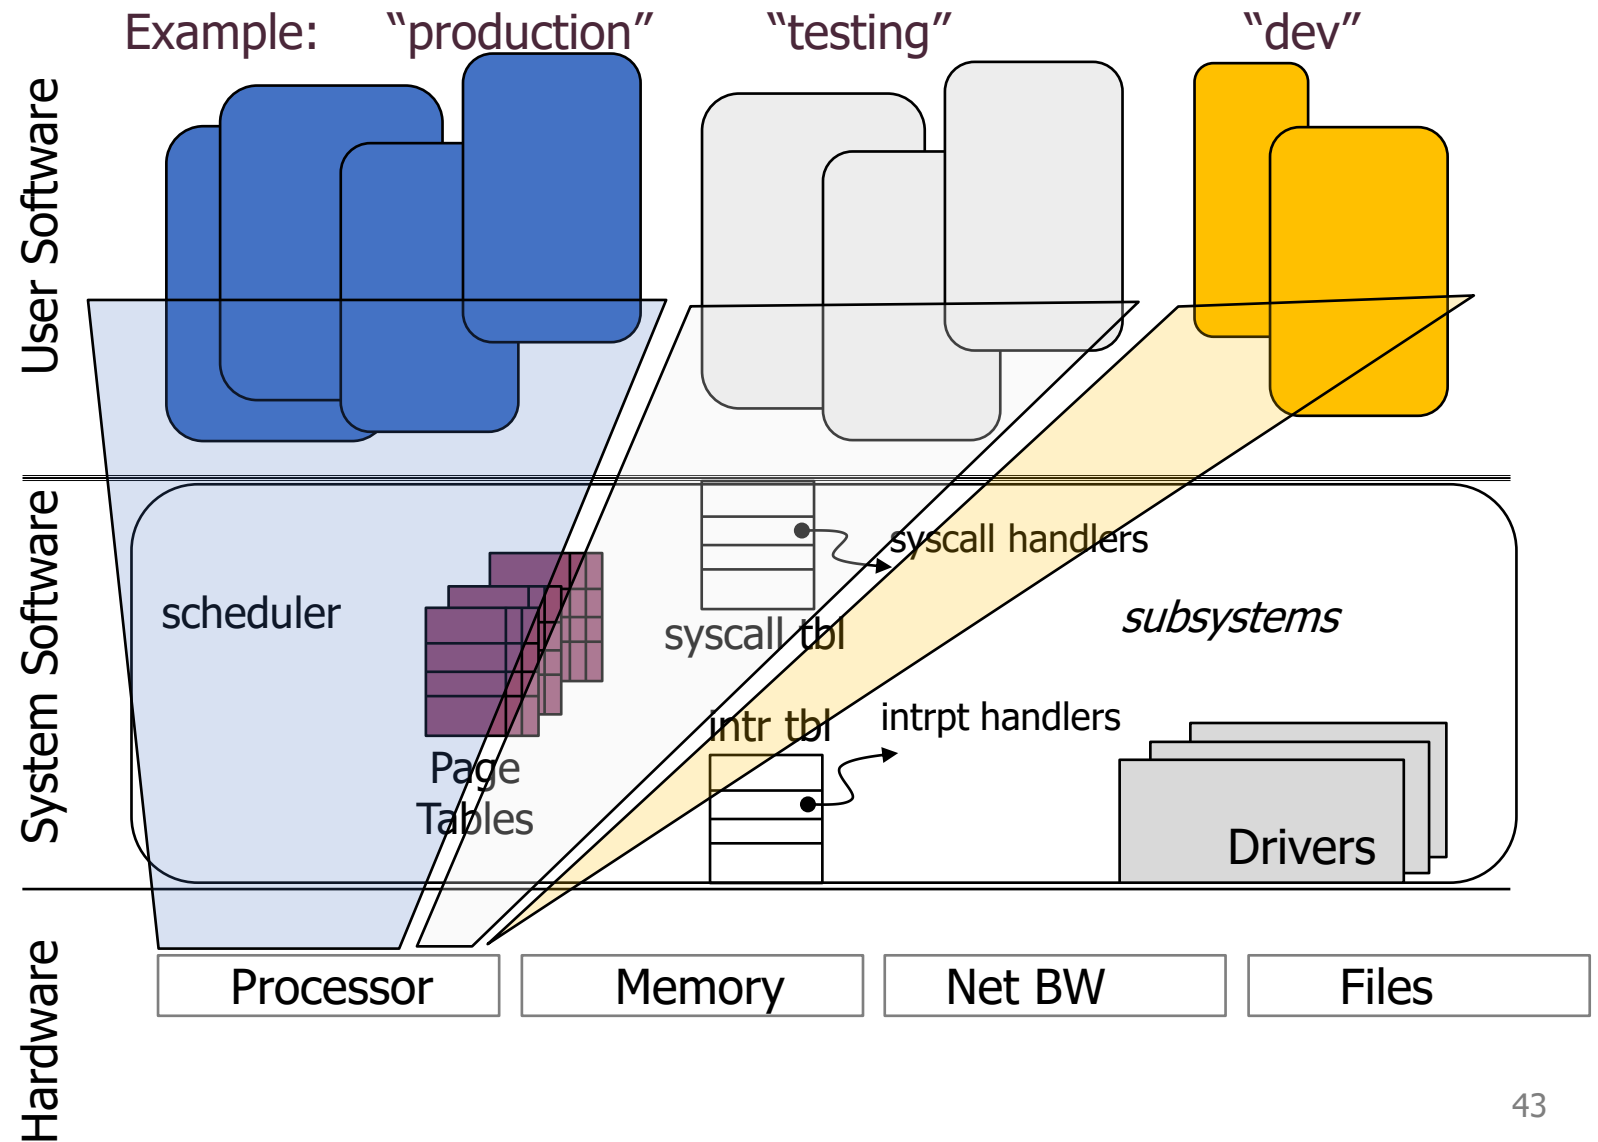 Example: “production” “testing” “dev”
User Software
System Software
Hardware
syscall handlers
scheduler
subsystems
syscall tbl
intr tbl
intrpt handlers
Page
Tables
Drivers
Processor
Memory
Net BW
Files
43